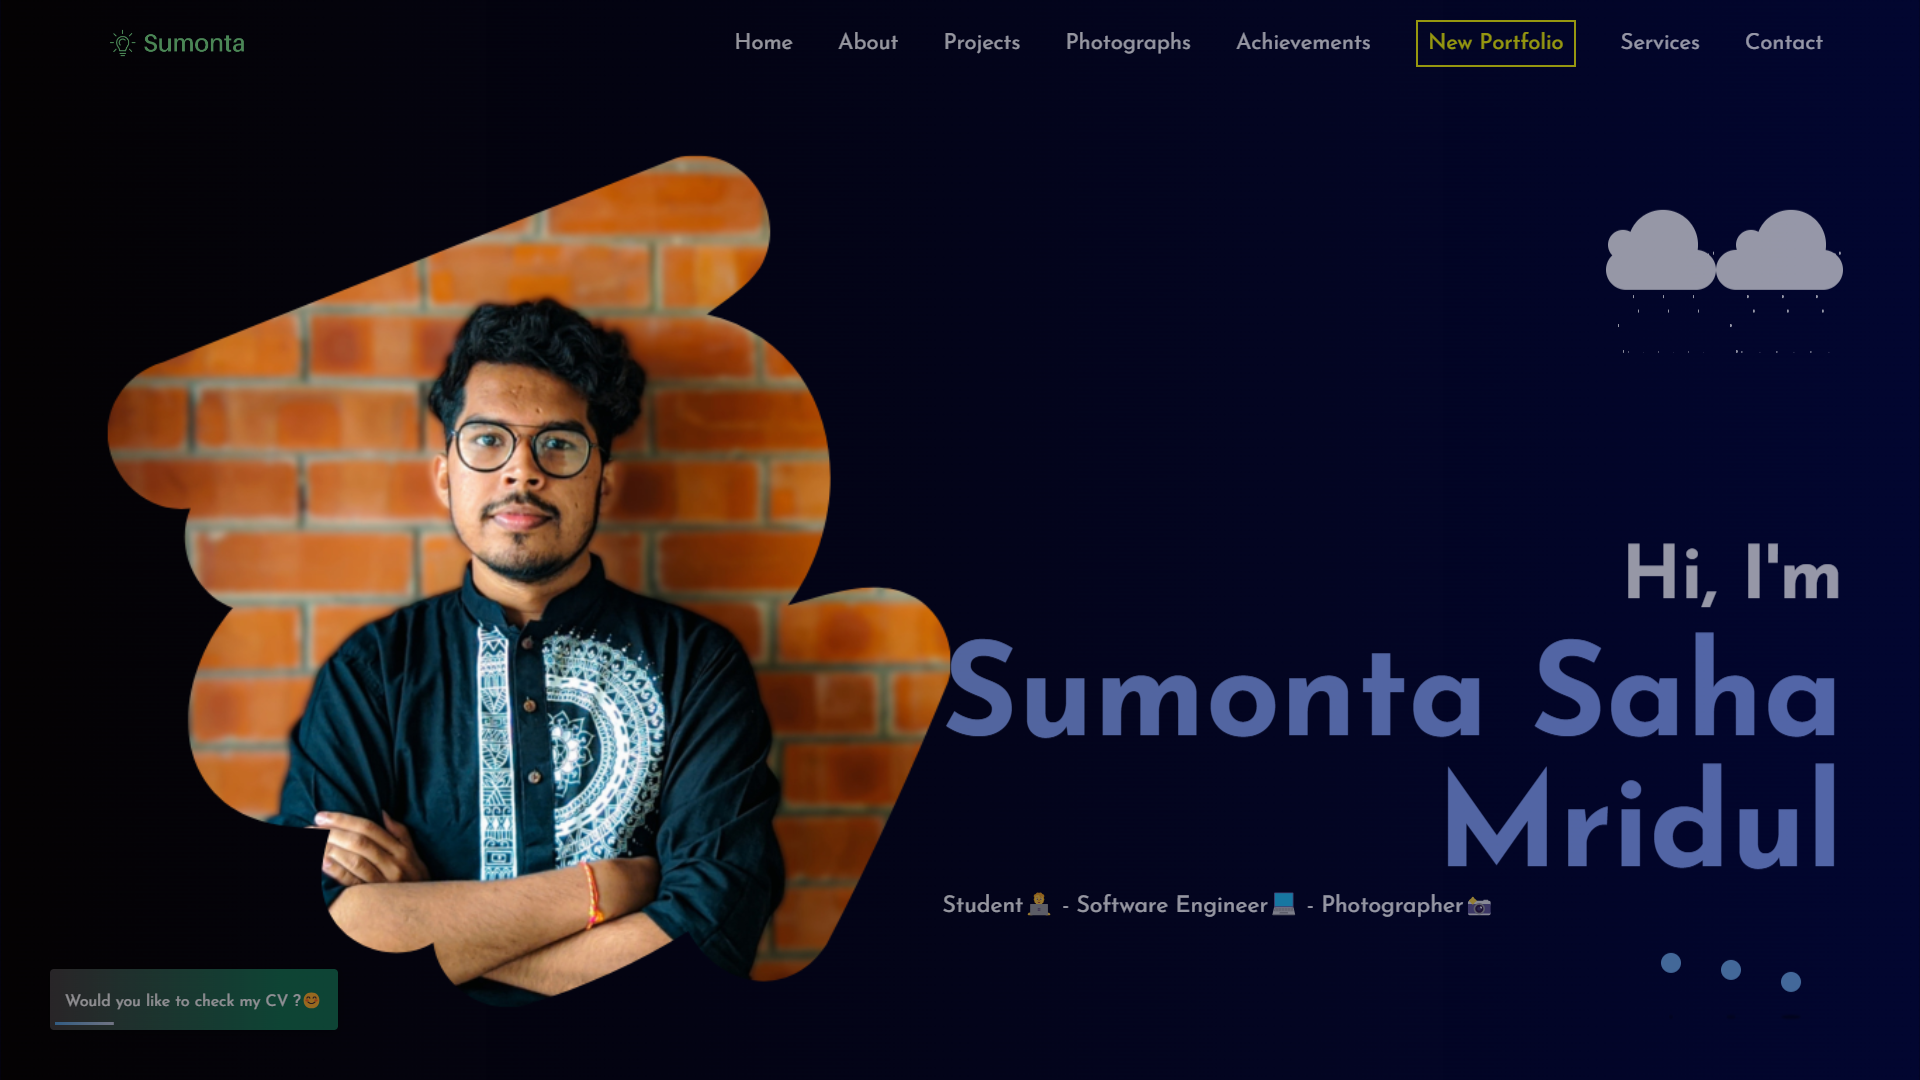 Sumonta
Home About Projects Photographs Achievements New Portfolio Services Contact
Hi, I'm
Sumonta Saha
Mridul
Student👨‍💻 - Software Engineer💻 - Photographer📷
Would you like to check my CV ?😊